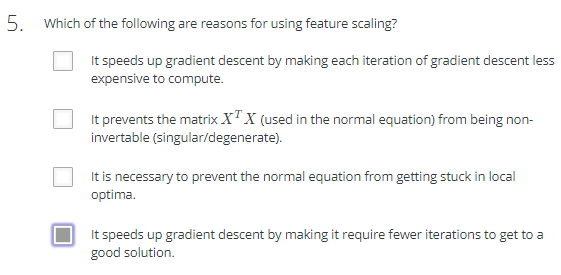 5. Which of the following are reasons for using feature scaling?
It speeds up gradient descent by making each iteration of gradient descent less
expensive to compute.
It prevents the matrix XᵀX (used in the normal equation) from being non-
invertable (singular/degenerate).
It is necessary to prevent the normal equation from getting stuck in local
optima.
It speeds up gradient descent by making it require fewer iterations to get to a
good solution.